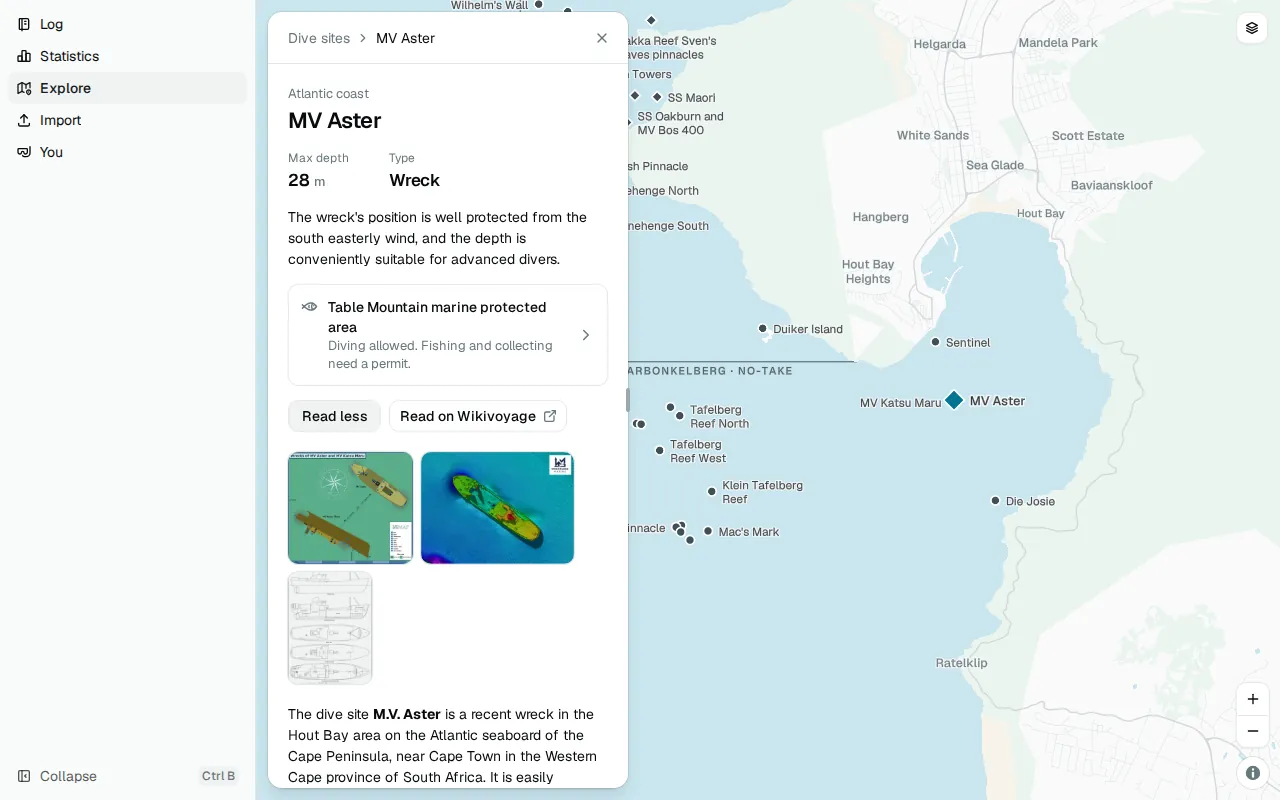 Log
Statistics
Explore
Import
You
Collapse
Ctrl B
Dive sites
MV Aster
Atlantic coast
MV Aster
Max depth
28 m
Type
Wreck
The wreck's position is well protected from the
south easterly wind, and the depth is
conveniently suitable for advanced divers.
Table Mountain marine protected
area
Diving allowed. Fishing and collecting
need a permit.
Read less
Read on Wikivoyage
The dive site M.V. Aster is a recent wreck in the
Hout Bay area on the Atlantic seaboard of the
Cape Peninsula, near Cape Town in the Western
Cape province of South Africa. It is easily
Wilhelm's Wall
akka Reef Sven's
aves pinnacles
Towers
SS Maori
SS Oakburn and
MV Bos 400
sh Pinnacle
ehenge North
nehenge South
Helgarda
Mandela Park
White Sands
Scott Estate
Sea Glade
Baviaanskloof
Hangberg
Hout Bay
Hout Bay
Heights
Duiker Island
Sentinel
ARBONKELBERG · NO-TAKE
MV Katsu Maru
MV Aster
Tafelberg
Reef North
Tafelberg
Reef West
Klein Tafelberg
Reef
Die Josie
innacle
Mac's Mark
Ratelklip